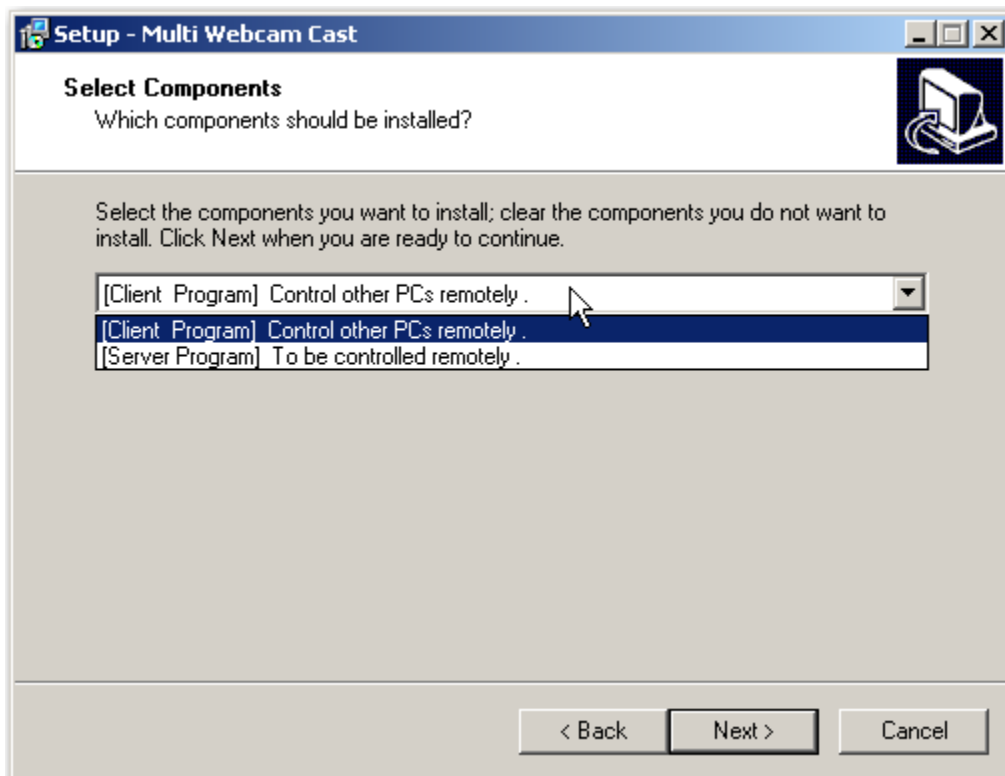 Setup - Multi Webcam Cast
Select Components
Which components should be installed?
Select the components you want to install; clear the components you do not want to
install. Click Next when you are ready to continue.
[Client  Program]  Control other PCs remotely .
[Client  Program]  Control other PCs remotely .
[Server Program]  To be controlled remotely .
< Back
Next >
Cancel